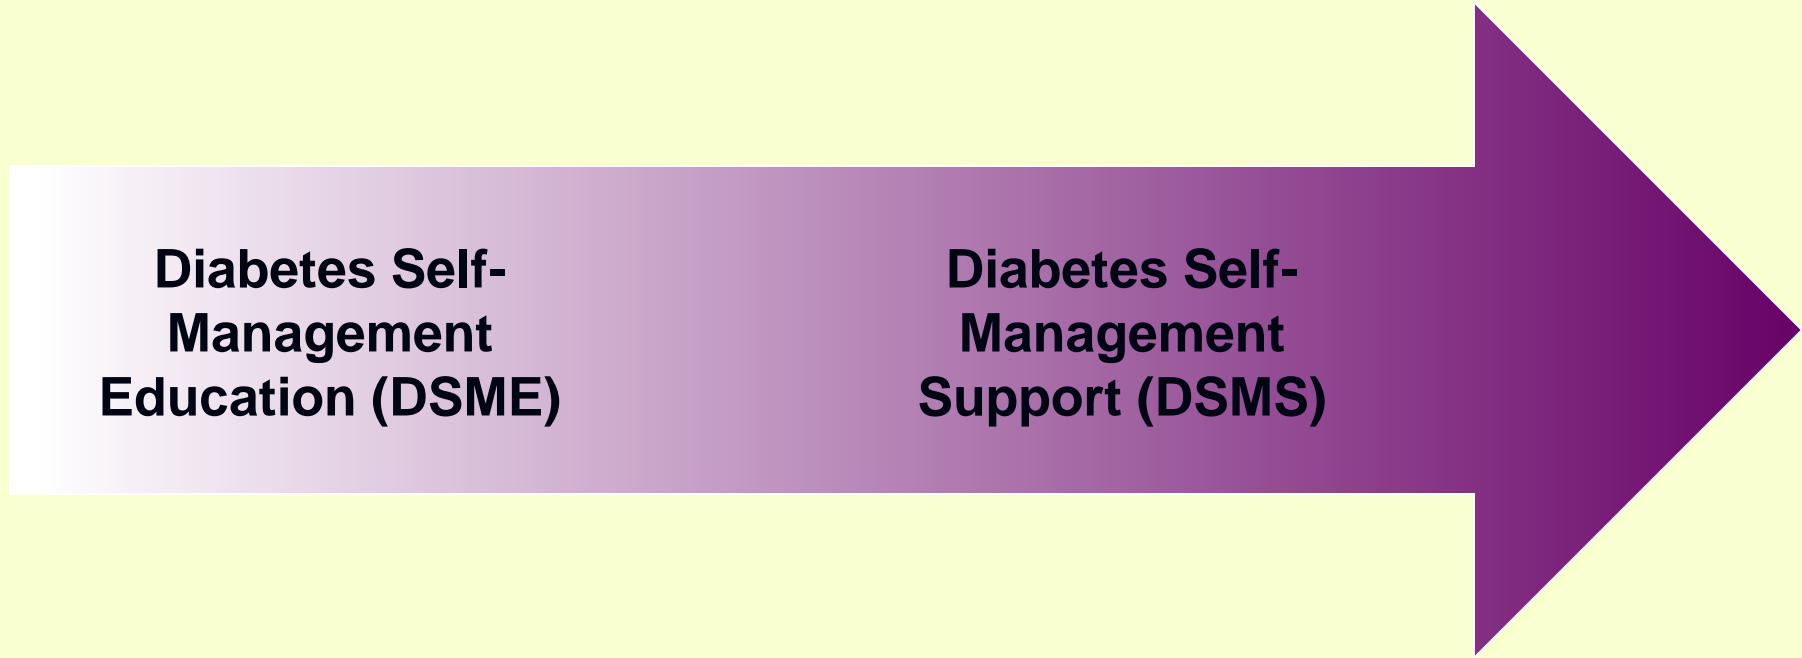 Diabetes Self-
Management
Education (DSME)
Diabetes Self-
Management
Support (DSMS)